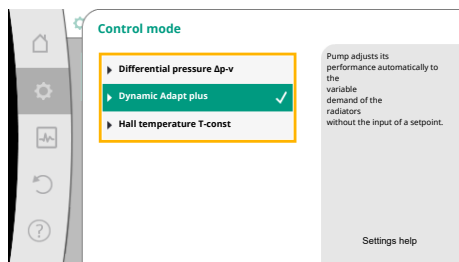 Control mode
Differential pressure Δp-v
Dynamic Adapt plus
Hall temperature T-const
Pump adjusts its
performance automatically to
the
variable
demand of the
radiators
without the input of a setpoint.
Settings help
?